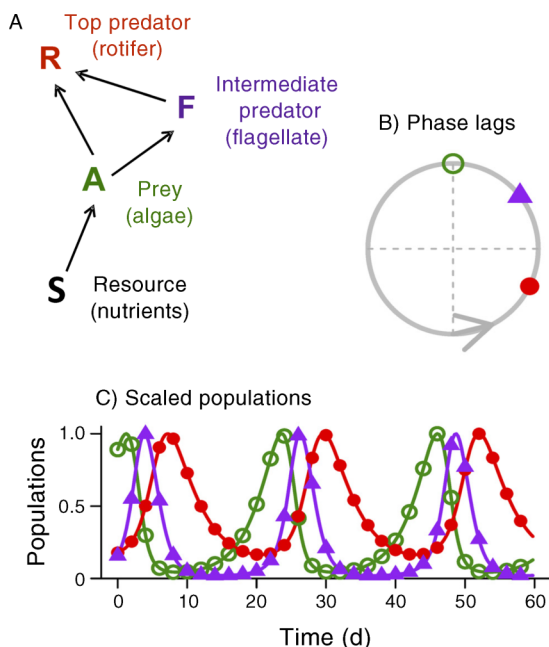 A
Top predator
(rotifer)
R
Intermediate
predator
(flagellate)
F
B) Phase lags
A
Prey
(algae)
S
Resource
(nutrients)
C) Scaled populations
Populations
1.0
0.5
0
0
10
20
30
40
50
60
Time (d)